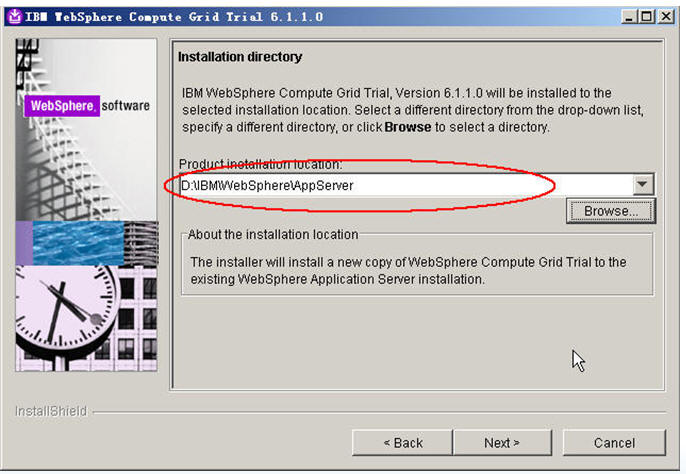 IBM WebSphere Compute Grid Trial 6.1.1.0
WebSphere. software
Installation directory
IBM WebSphere Compute Grid Trial, Version 6.1.1.0 will be installed to the
selected installation location. Select a different directory from the drop-down list,
specify a different directory, or click Browse to select a directory.
Product installation location:
D:\IBM\WebSphere\AppServer
Browse...
About the installation location
The installer will install a new copy of WebSphere Compute Grid Trial to the
existing WebSphere Application Server installation.
InstallShield
< Back
Next >
Cancel